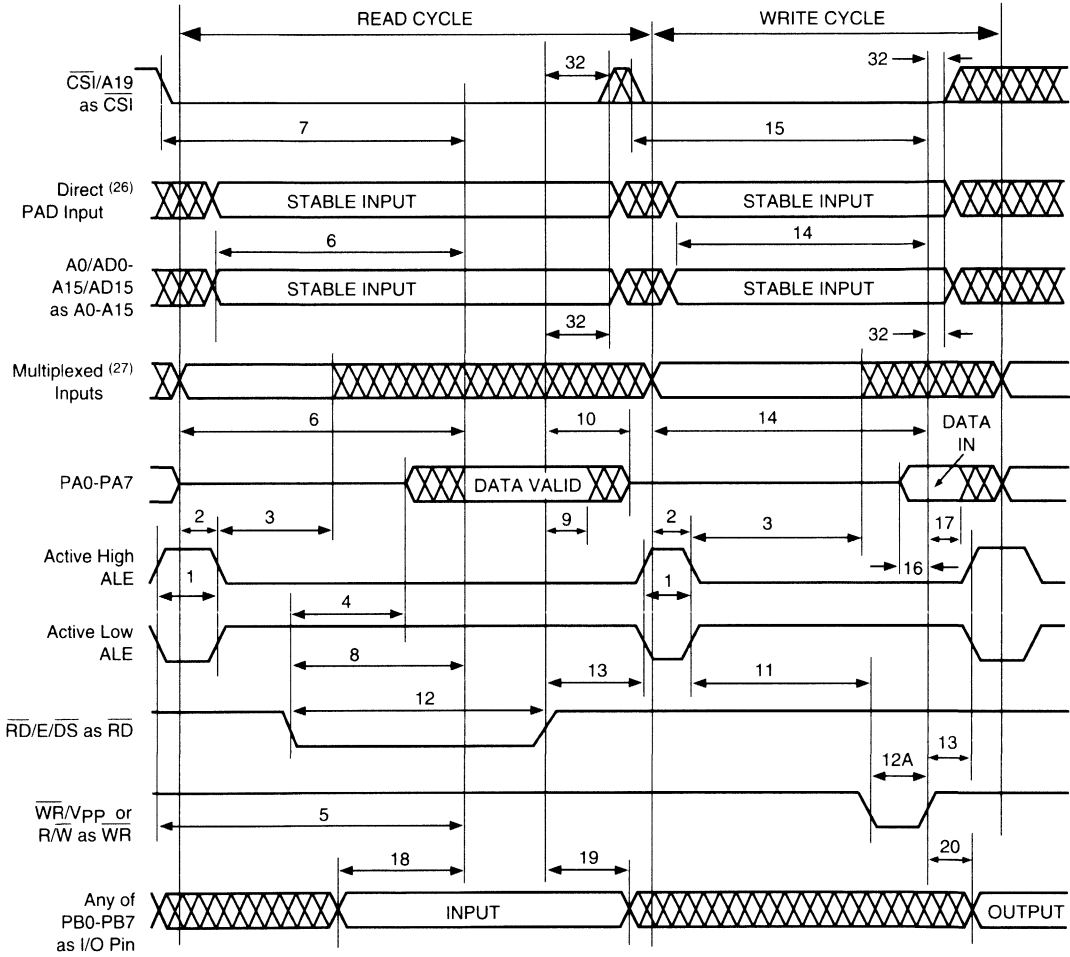 READ CYCLE
WRITE CYCLE
32
32
CSI/A19
as CSI
7
15
Direct (26)
PAD Input
STABLE INPUT
STABLE INPUT
6
14
A0/AD0-
A15/AD15
as A0-A15
STABLE INPUT
STABLE INPUT
32
32
Multiplexed (27)
Inputs
6
10
14
DATA
IN
PA0-PA7
DATA VALID
2
3
9
2
3
17
Active High
ALE
1
1
16
4
Active Low
ALE
8
13
11
12
RD/E/DS as RD
12A
13
WR/VPP or
R/W as WR
5
18
19
20
Any of
PB0-PB7
as I/O Pin
INPUT
OUTPUT